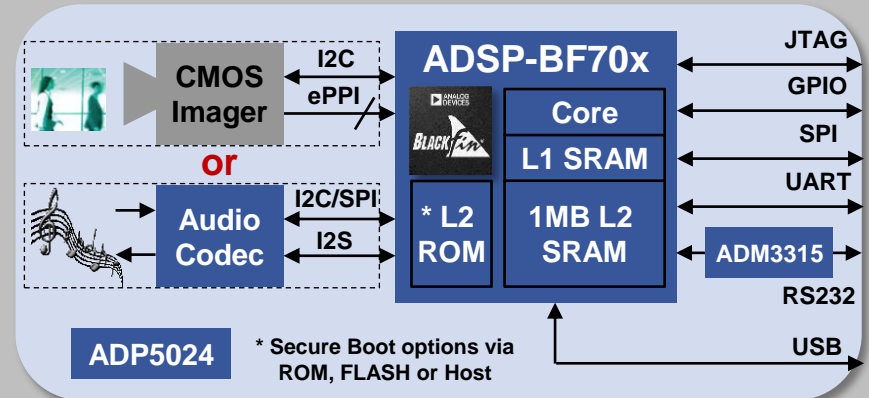 I2C
CMOS
Imager
ePPI
or
Audio
Codec
I2C/SPI
I2S
ADSP-BF70x
ANALOG
DEVICES
BLACKfin
Core
L1 SRAM
* L2
ROM
1MB L2
SRAM
JTAG
GPIO
SPI
UART
ADM3315
RS232
USB
ADP5024
* Secure Boot options via
ROM, FLASH or Host